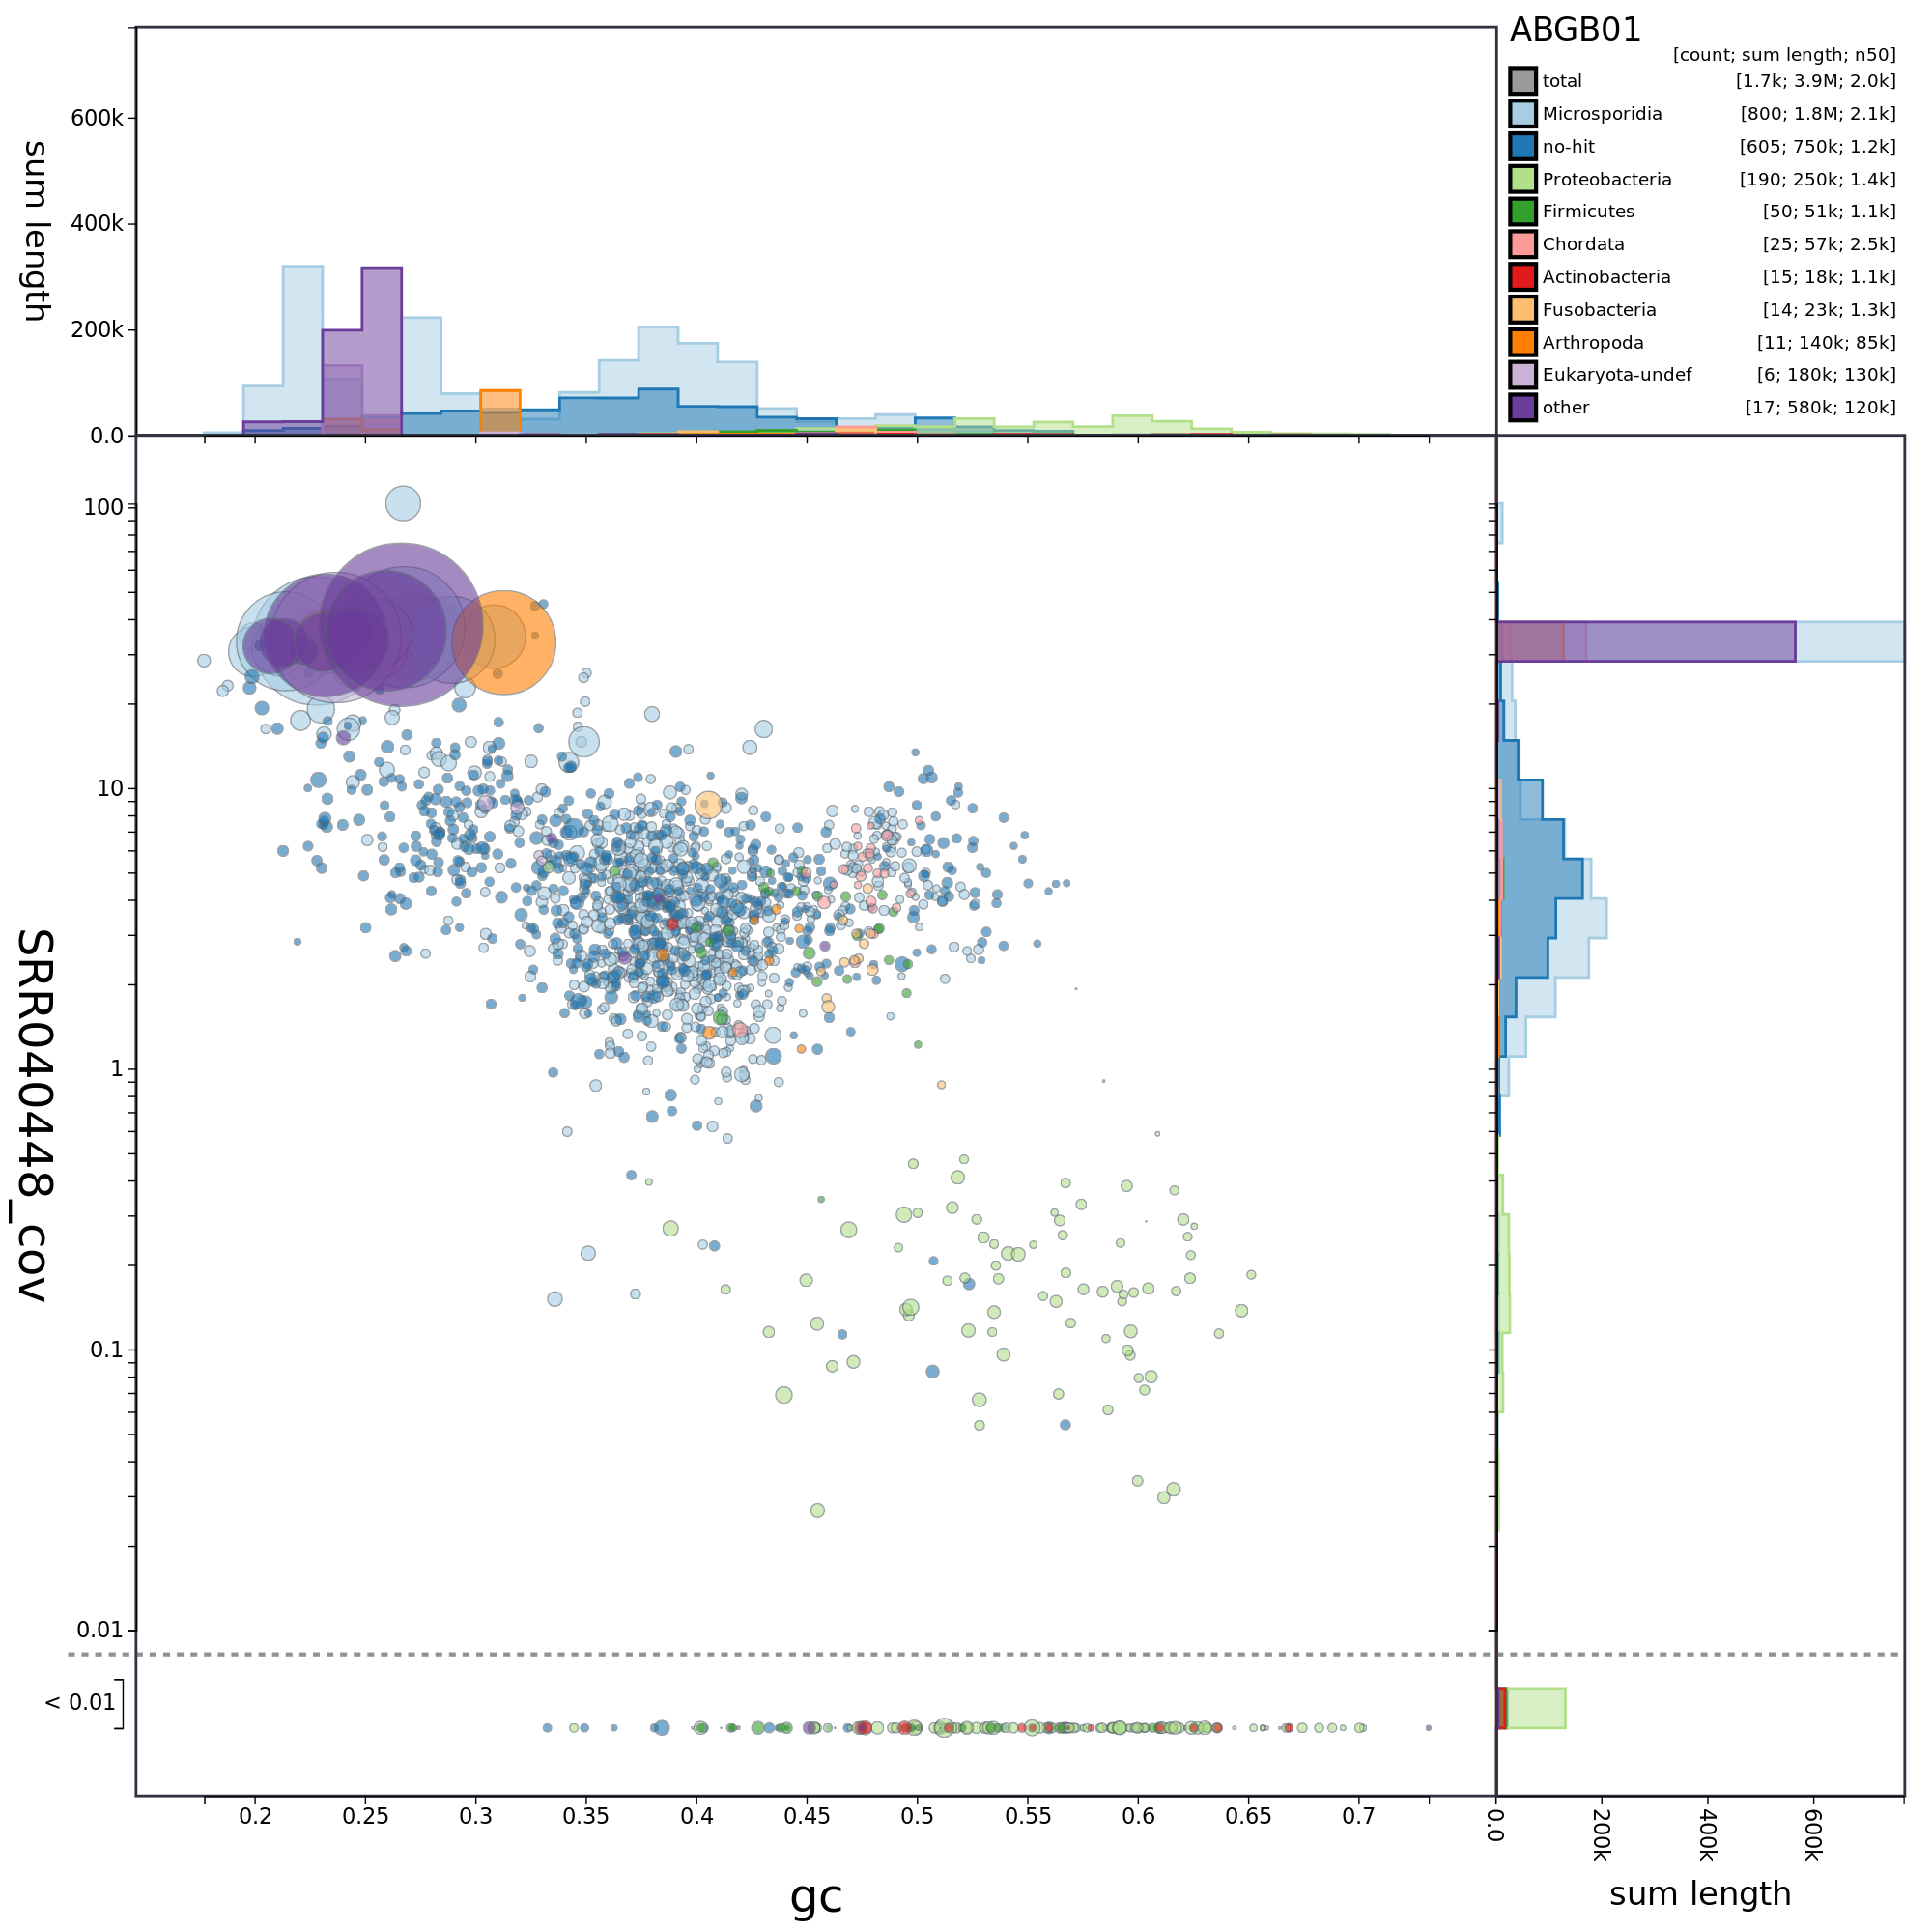 ABGB01
[count; sum length; n50]
total [1.7k; 3.9M; 2.0k]
Microsporidia [800; 1.8M; 2.1k]
no-hit [605; 750k; 1.2k]
Proteobacteria [190; 250k; 1.4k]
Firmicutes [50; 51k; 1.1k]
Chordata [25; 57k; 2.5k]
Actinobacteria [15; 18k; 1.1k]
Fusobacteria [14; 23k; 1.3k]
Arthropoda [11; 140k; 85k]
Eukaryota-undef [6; 180k; 130k]
other [17; 580k; 120k]
sum length
600k
400k
200k
0.0
SRR040448_cov
100
10
1
0.1
0.01
< 0.01
0.2 0.25 0.3 0.35 0.4 0.45 0.5 0.55 0.6 0.65 0.7
gc
0.0 200k 400k 600k
sum length